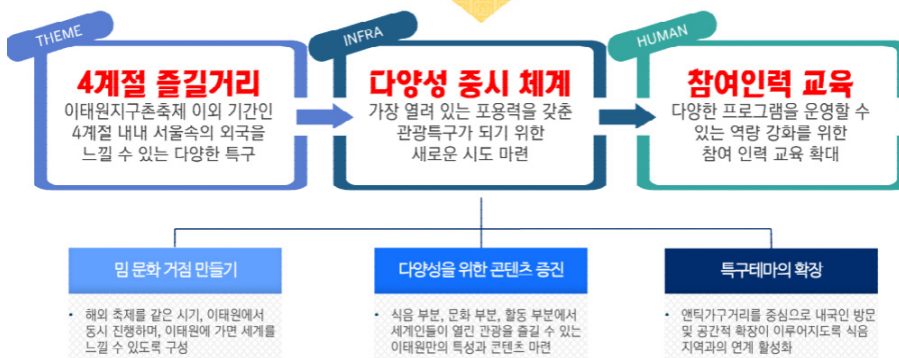 THEME
4계절 즐길거리
이태원지구촌축제 이외 기간인
4계절 내내 서울속의 외국을
느낄 수 있는 다양한 특구
INFRA
다양성 중시 체계
가장 열려 있는 포용력을 갖춘
관광특구가 되기 위한
새로운 시도 마련
HUMAN
참여인력 교육
다양한 프로그램을 운영할 수
있는 역량 강화를 위한
참여 인력 교육 확대
밈 문화 거점 만들기
• 해외 축제를 같은 시기, 이태원에서
동시 진행하며, 이태원에 가면 세계를
느낄 수 있도록 구성
다양성을 위한 콘텐츠 증진
• 식음 부분, 문화 부분, 활동 부분에서
세계인들이 열린 관광을 즐길 수 있는
이태원만의 특성과 콘텐츠 마련
특구테마의 확장
• 앤틱가구거리를 중심으로 내국인 방문
및 공간적 확장이 이루어지도록 식음
지역과의 연계 활성화